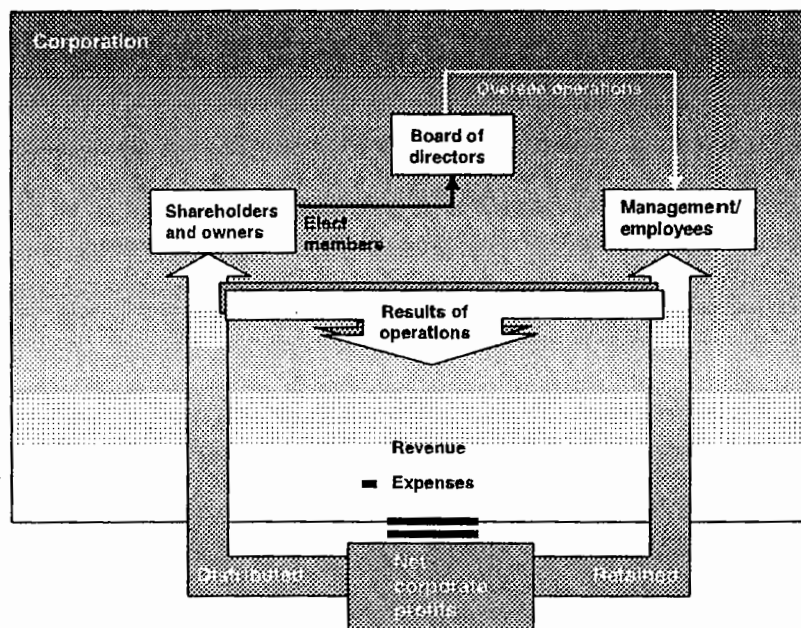 Corporation
Oversee operations
Board of
directors
Shareholders
and owners
Elect
members
Management/
employees
Results of
operations
Revenue
- Expenses
=
Net
corporate
profits
Distributed
Retained